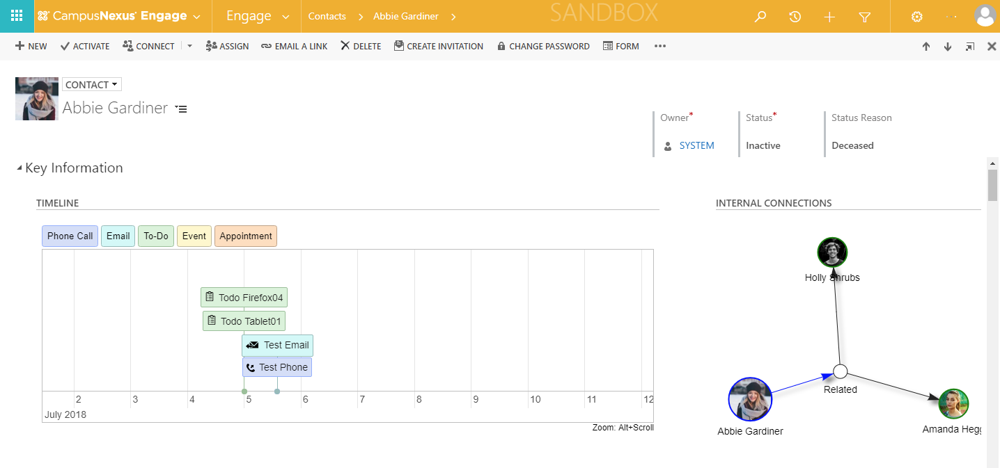 CampusNexus Engage
Engage
Contacts
Abbie Gardiner
SANDBOX
NEW
ACTIVATE
CONNECT
ASSIGN
EMAIL A LINK
DELETE
CREATE INVITATION
CHANGE PASSWORD
FORM
CONTACT
Abbie Gardiner
Owner*
Status*
Status Reason
SYSTEM
Inactive
Deceased
Key Information
TIMELINE
Phone Call
Email
To-Do
Event
Appointment
Todo Firefox04
Todo Tablet01
Test Email
Test Phone
2 3 4 5 6 7 8 9 10 11 12
July 2018
Zoom: Alt+Scroll
INTERNAL CONNECTIONS
Holly Shrubs
Related
Abbie Gardiner
Amanda Hegg